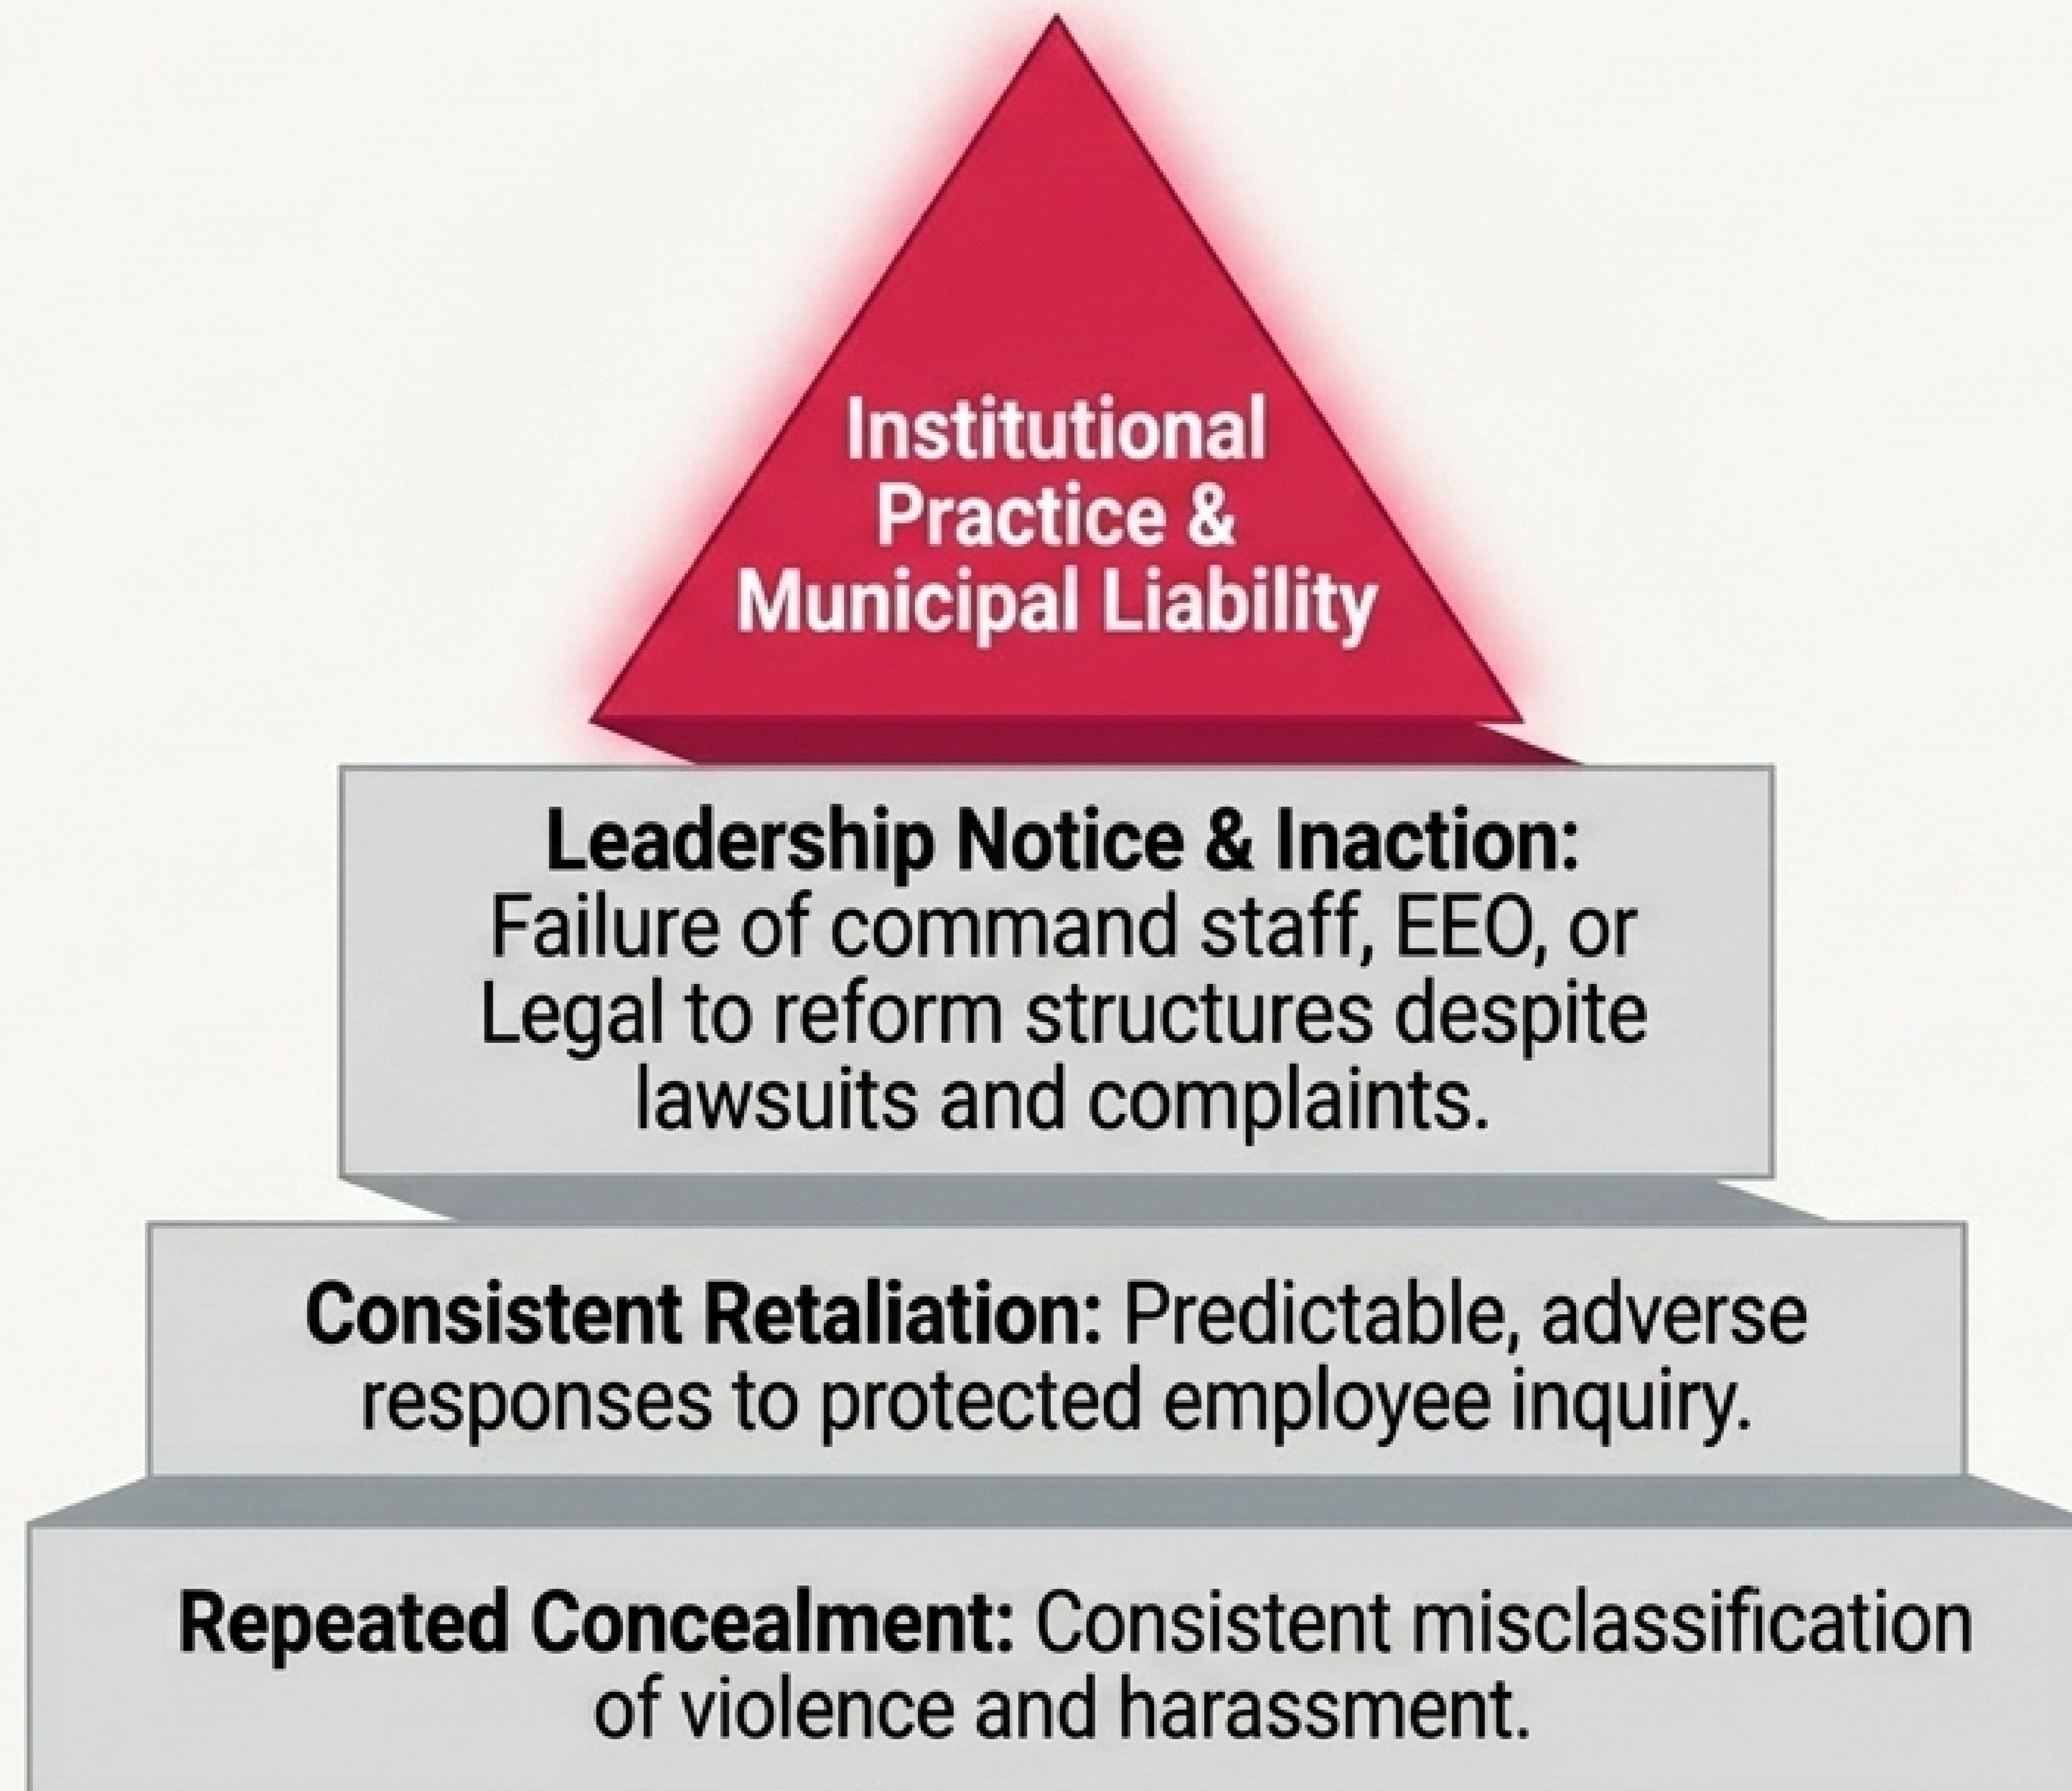 Institutional
Practice &
Municipal Liability
Leadership Notice & Inaction:
Failure of command staff, EEO, or
Legal to reform structures despite
lawsuits and complaints.
Consistent Retaliation: Predictable, adverse
responses to protected employee inquiry.
Repeated Concealment: Consistent misclassification
of violence and harassment.